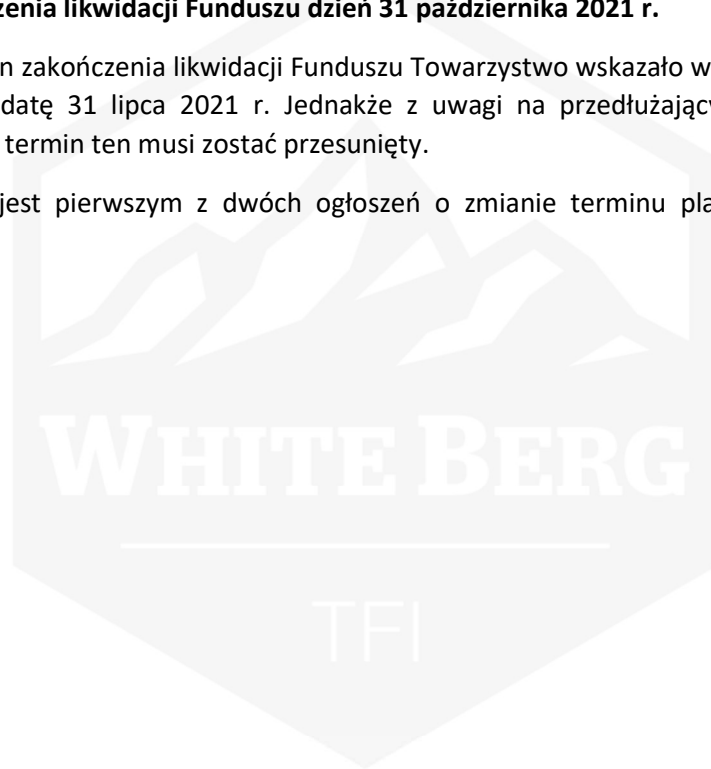 zenia likwidacji Funduszu dzień 31 października 2021 r.
n zakończenia likwidacji Funduszu Towarzystwo wskazało w
datę 31 lipca 2021 r. Jednakże z uwagi na przedłużający
termin ten musi zostać przesunięty.
jest pierwszym z dwóch ogłoszeń o zmianie terminu pla
WHITE BERG
TFI